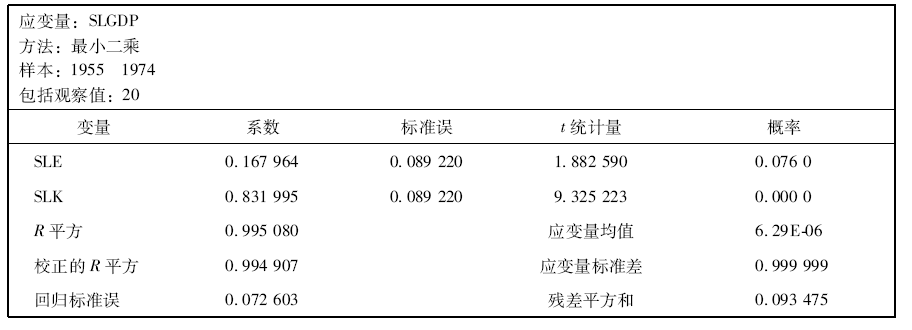 应变量：SLGDP
方法：最小二乘
样本：1955 1974
包括观察值：20
变量 系数 标准误 t统计量 概率
SLE 0.167 964 0.089 220 1.882 590 0.076 0
SLK 0.831 995 0.089 220 9.325 223 0.000 0
R平方 0.995 080 应变量均值 6.29E-06
校正的R平方 0.994 907 应变量标准差 0.999 999
回归标准误 0.072 603 残差平方和 0.093 475